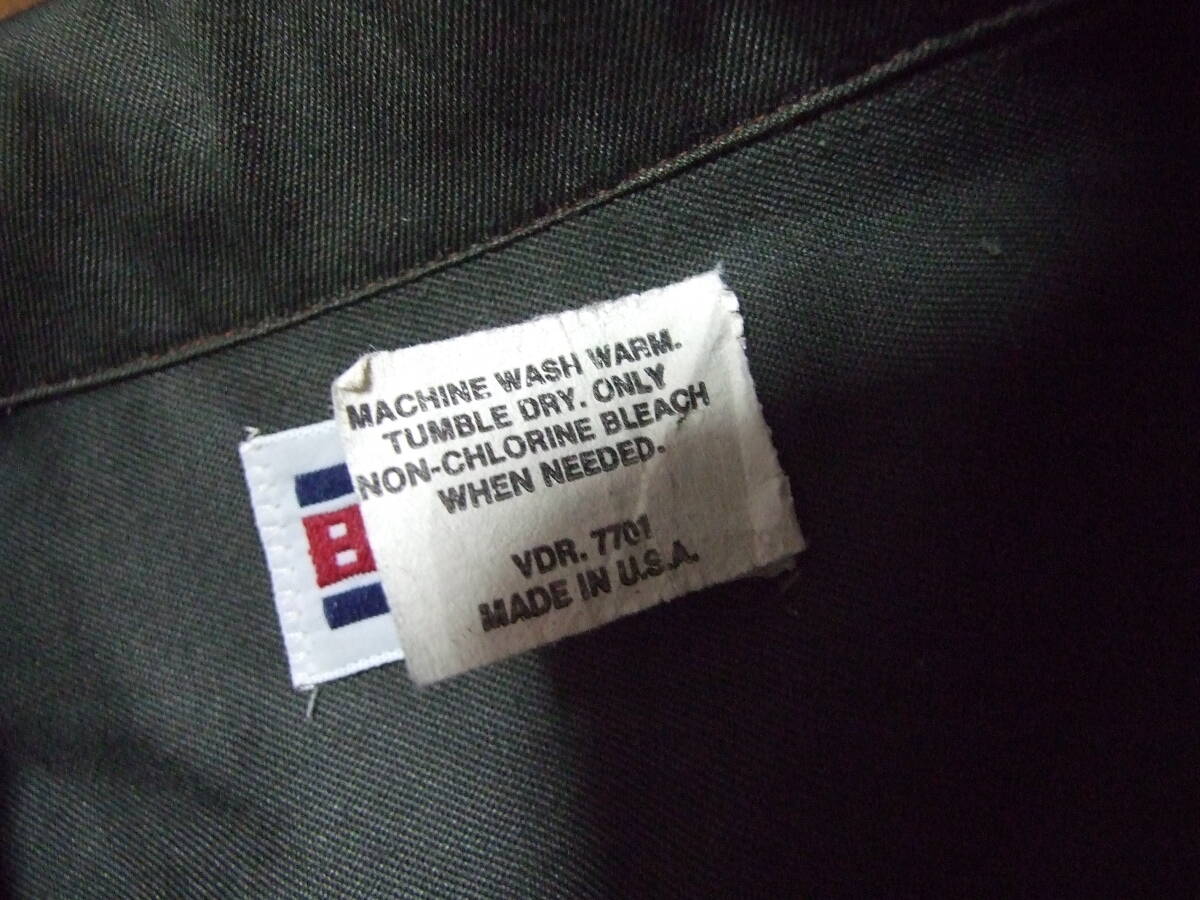 MACHINE WASH WARM.
TUMBLE DRY. ONLY
NON-CHLORINE BLEACH
WHEN NEEDED.
VDR. 7701
MADE IN U.S.A.
B